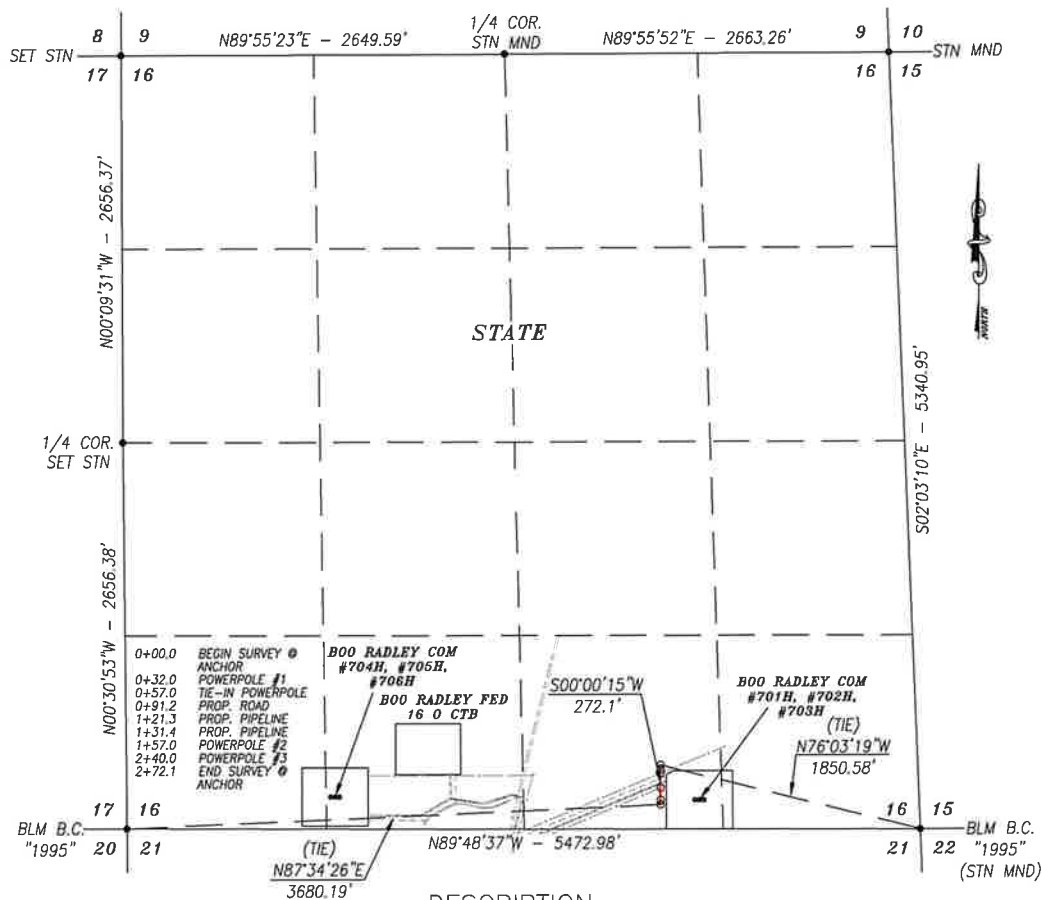 1/4 COR.
8 9 N89°55'23"E - 2649.59' STN MND N89°55'52"E - 2663.26' 9 10
SET STN STN MND
17 16 16 15
N00°09'31"W - 2656.37'
NORTH
STATE
S02°03'10"E - 5340.95'
1/4 COR.
SET STN
N00°30'53"W - 2656.38'
0+00.0 BEGIN SURVEY @
ANCHOR
0+32.0 POWERPOLE #1
0+57.0 TIE-IN POWERPOLE
0+91.2 PROP. ROAD
1+21.3 PROP. PIPELINE
1+31.4 PROP. PIPELINE
1+57.0 POWERPOLE #2
2+40.0 POWERPOLE #3
2+72.1 END SURVEY @
ANCHOR
BOO RADLEY COM
#704H, #705H,
#706H
BOO RADLEY FED
16 O CTB
S00°00'15"W
272.1'
BOO RADLEY COM
#701H, #702H,
#703H
(TIE)
N76°03'19"W
1850.58'
17 16 16 15
BLM B.C.
"1995"
20 21
(TIE)
N87°34'26"E
3680.19'
N89°48'37"W - 5472.98'
21 22
BLM B.C.
"1995"
(STN MND)
DESCRIPTION